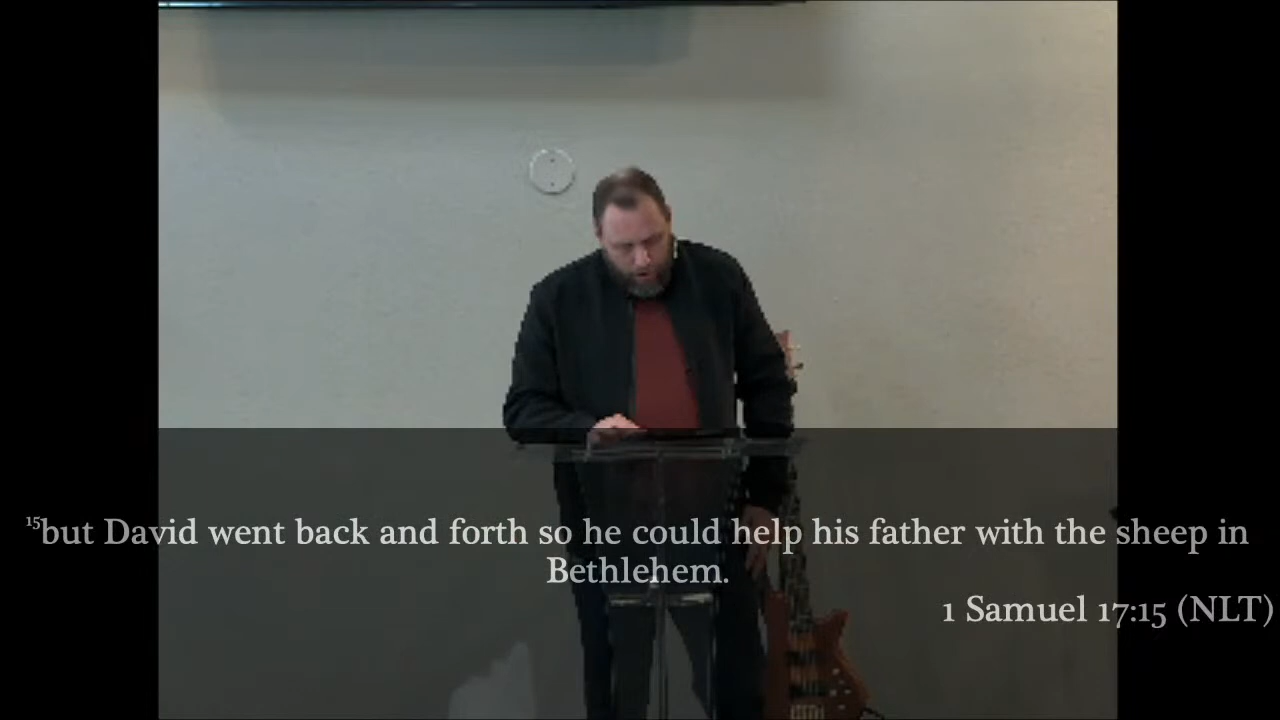 ¹⁵but David went back and forth so he could help his father with the sheep in
Bethlehem.
1 Samuel 17:15 (NLT)